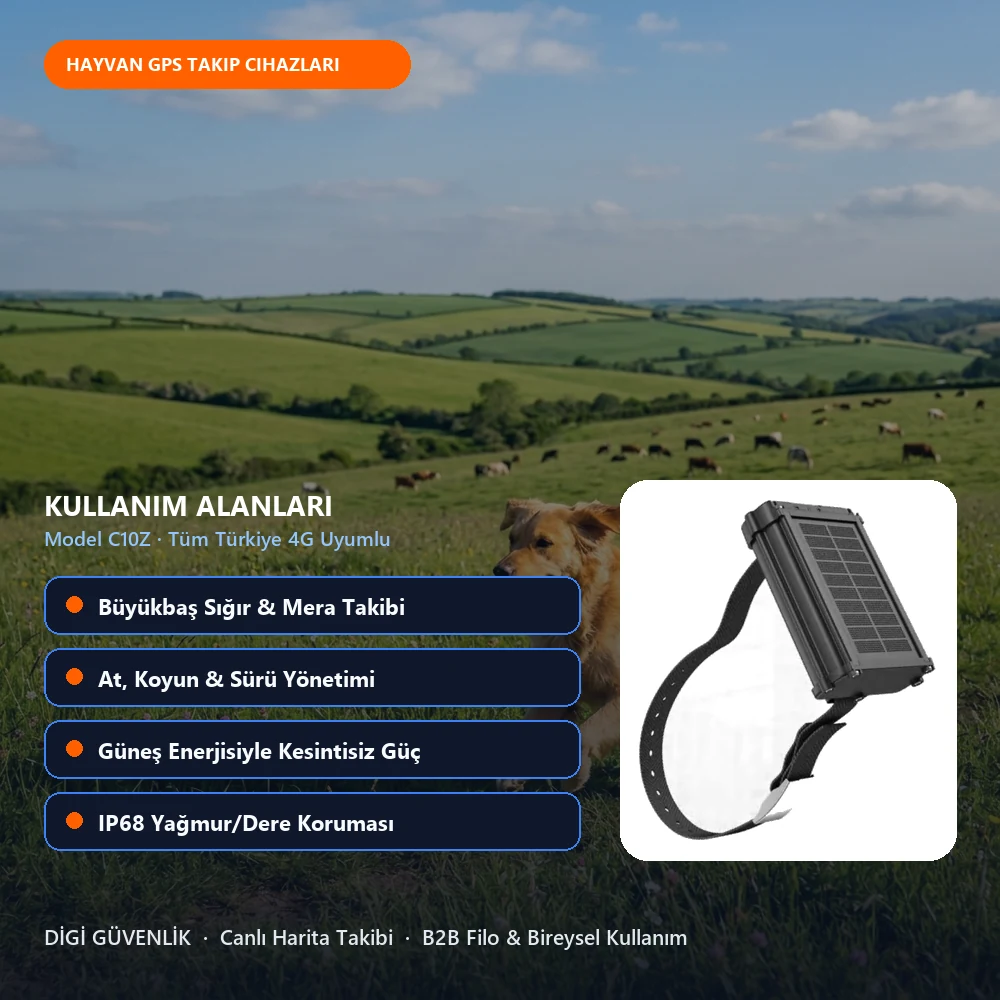 HAYVAN GPS TAKIP CIHAZLARI
KULLANIM ALANLARI
Model C10Z · Tüm Türkiye 4G Uyumlu
Büyükbaş Sığır & Mera Takibi
At, Koyun & Sürü Yönetimi
Güneş Enerjisiyle Kesintisiz Güç
IP68 Yağmur/Dere Koruması
DİGİ GÜVENLİK · Canlı Harita Takibi · B2B Filo & Bireysel Kullanım